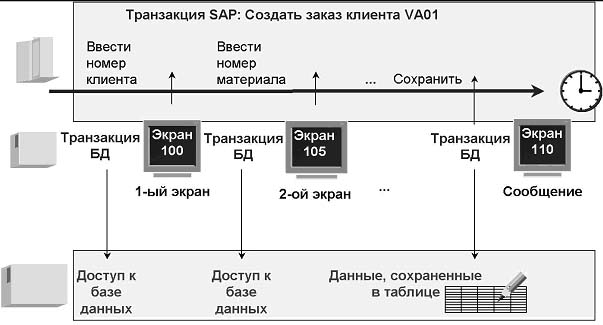 Транзакция SAP: Создать заказ клиента VA01
Ввести
номер
клиента
Ввести
номер
материала
... Сохранить
Транзакция
БД
Экран
100
Транзакция
БД
Экран
105
Транзакция
БД
Экран
110
1-ый экран
2-ой экран
...
Сообщение
Доступ к
базе
данных
Доступ к
базе
данных
Данные, сохраненные
в таблице